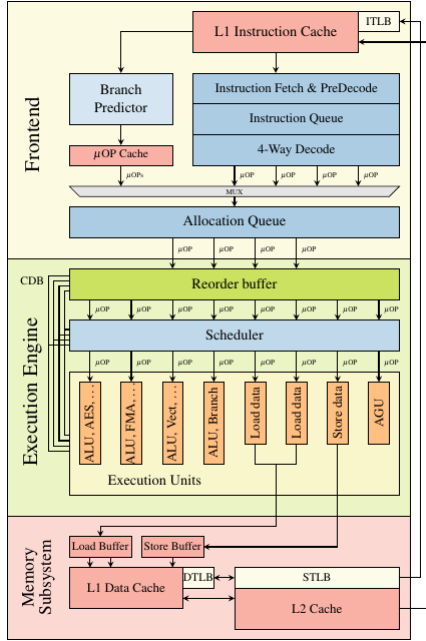 ITLB
L1 Instruction Cache
Frontend
Branch
Predictor
Instruction Fetch & PreDecode
Instruction Queue
4-Way Decode
μOP Cache
μOPs
μOP
μOP
μOP
μOP
MUX
Allocation Queue
μOP
μOP
μOP
μOP
Execution Engine
CDB
Reorder buffer
μOP
μOP
μOP
μOP
μOP
μOP
μOP
μOP
Scheduler
μOP
μOP
μOP
μOP
μOP
μOP
μOP
μOP
ALU, AES, ...
ALU, FMA, ...
ALU, Vect, ...
ALU, Branch
Load data
Load data
Store data
AGU
Execution Units
Memory
Subsystem
Load Buffer
Store Buffer
L1 Data Cache
DTLB
STLB
L2 Cache